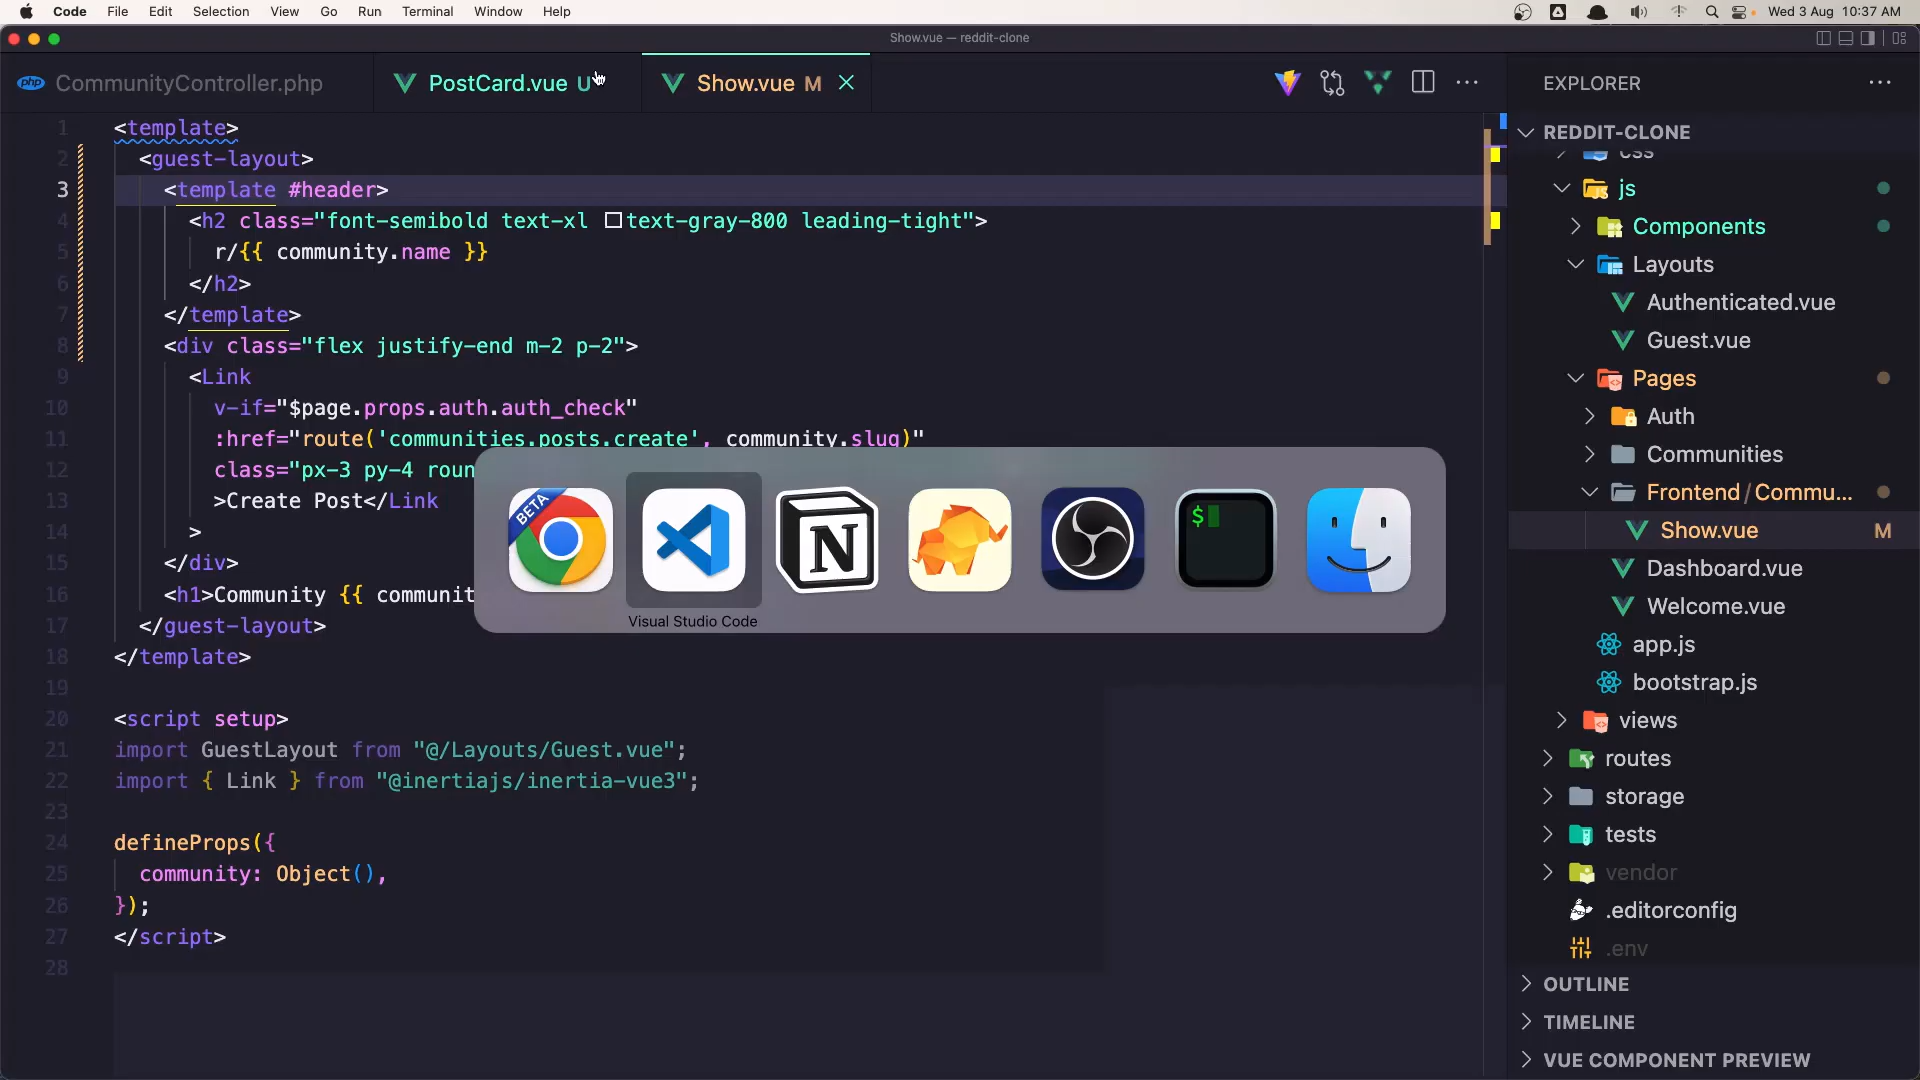 Code File Edit Selection View Go Run Terminal Window Help
Wed 3 Aug 10:37 AM
Show.vue — reddit-clone
CommunityController.php
PostCard.vue U
Show.vue M
1 <template>
2 <guest-layout>
3 <template #header>
4 <h2 class="font-semibold text-xl text-gray-800 leading-tight">
5 r/{{ community.name }}
6 </h2>
7 </template>
8 <div class="flex justify-end m-2 p-2">
9 <Link
10 v-if="$page.props.auth.auth_check"
11 :href="route('communities.posts.create', community.slug)"
12 class="px-3 py-4
13 >Create Post</Link
14 >
15 </div>
16 <h1>Community {{
17 </guest-layout>
18 </template>
19
20 <script setup>
21 import GuestLayout from "@/Layouts/Guest.vue";
22 import { Link } from "@inertiajs/inertia-vue3";
23
24 defineProps({
25 community: Object(),
26 });
27 </script>
28
BETA
N
$
Visual Studio Code
EXPLORER
REDDIT-CLONE
css
js
Components
Layouts
Authenticated.vue
Guest.vue
Pages
Auth
Communities
Frontend/Commu...
Show.vue M
Dashboard.vue
Welcome.vue
app.js
bootstrap.js
views
routes
storage
tests
vendor
.editorconfig
.env
OUTLINE
TIMELINE
VUE COMPONENT PREVIEW